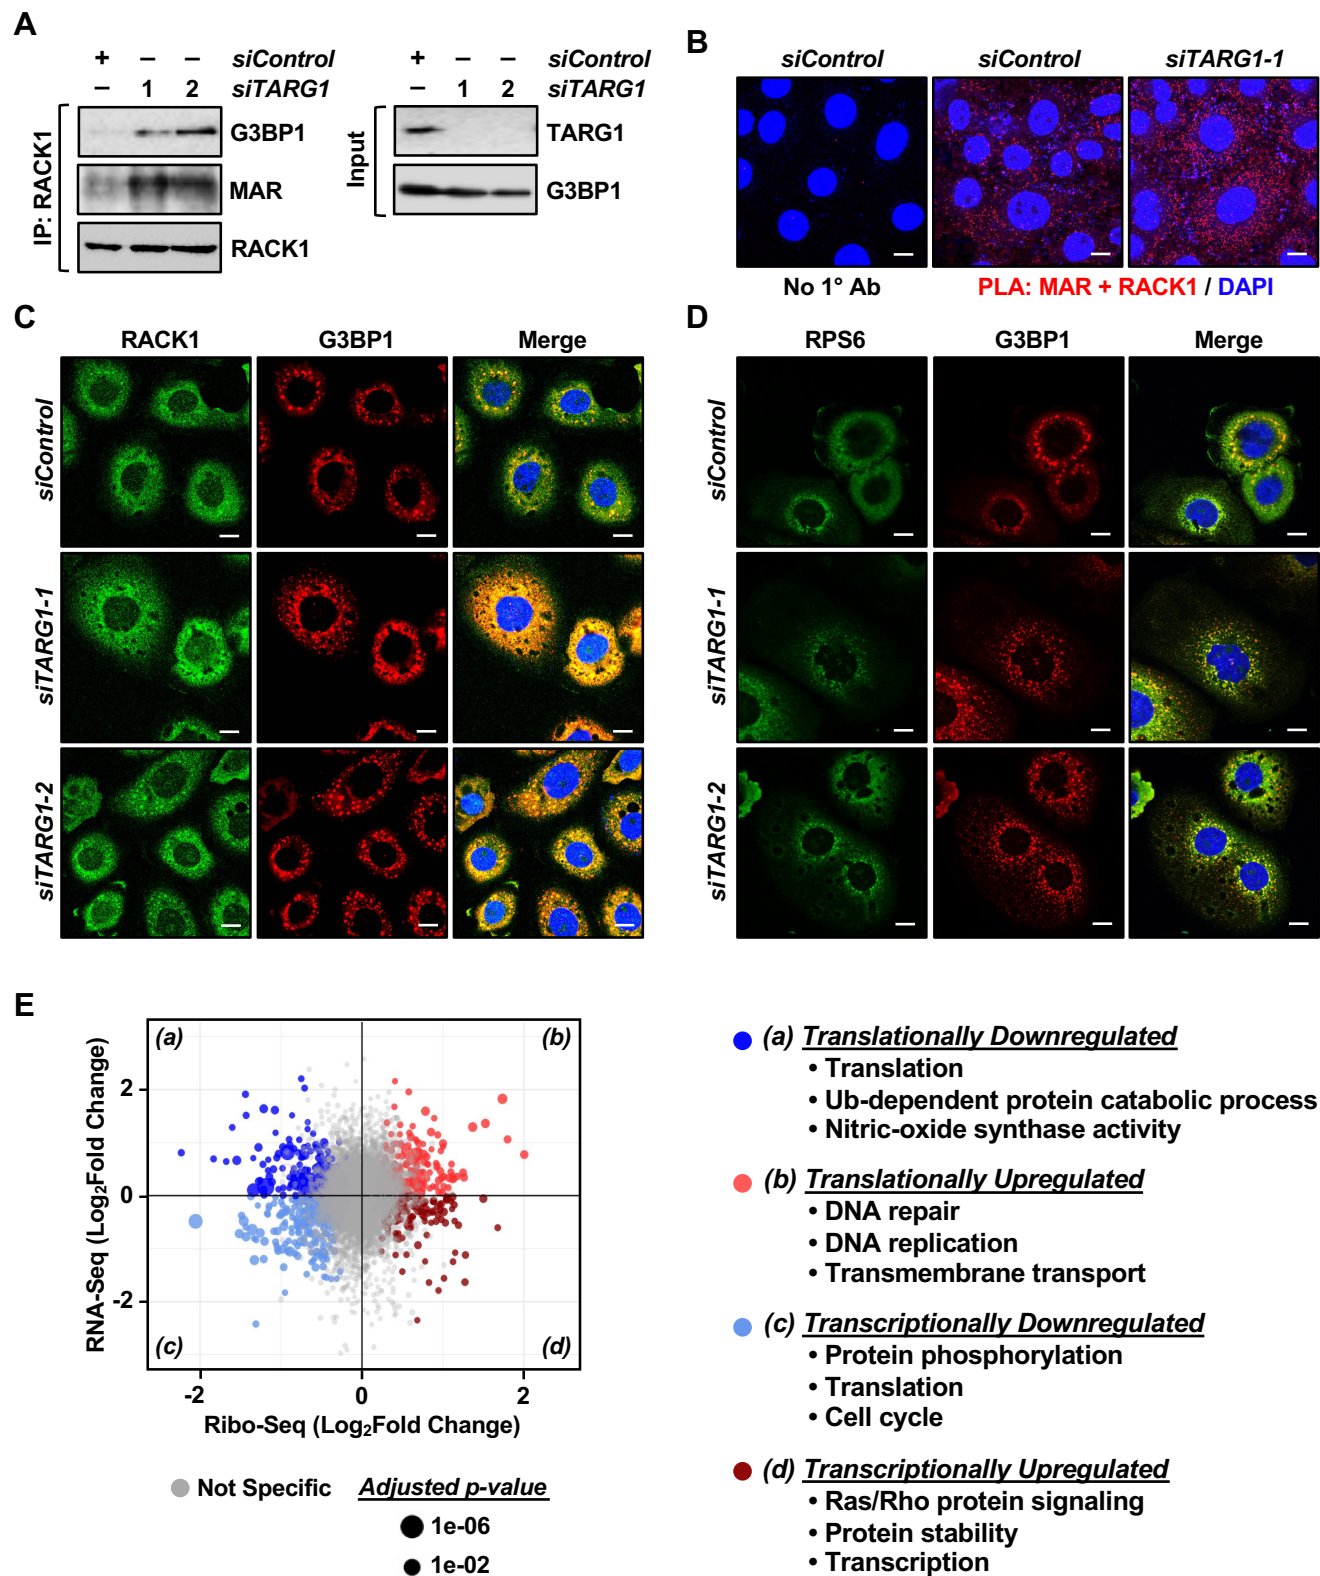 A
+ – – siControl
– 1 2 siTARG1
IP: RACK1
G3BP1
MAR
RACK1
+ – – siControl
– 1 2 siTARG1
Input
TARG1
G3BP1
B
siControl siControl siTARG1-1
No 1° Ab PLA: MAR + RACK1 / DAPI
C
RACK1 G3BP1 Merge
siControl
siTARG1-1
siTARG1-2
D
RPS6 G3BP1 Merge
siControl
siTARG1-1
siTARG1-2
E
(a) (b)
(c) (d)
RNA-Seq (Log₂Fold Change)
2
0
-2
-2 0 2
Ribo-Seq (Log₂Fold Change)
Not Specific
Adjusted p-value
1e-06
1e-02
(a) Translationally Downregulated
• Translation
• Ub-dependent protein catabolic process
• Nitric-oxide synthase activity
(b) Translationally Upregulated
• DNA repair
• DNA replication
• Transmembrane transport
(c) Transcriptionally Downregulated
• Protein phosphorylation
• Translation
• Cell cycle
(d) Transcriptionally Upregulated
• Ras/Rho protein signaling
• Protein stability
• Transcription